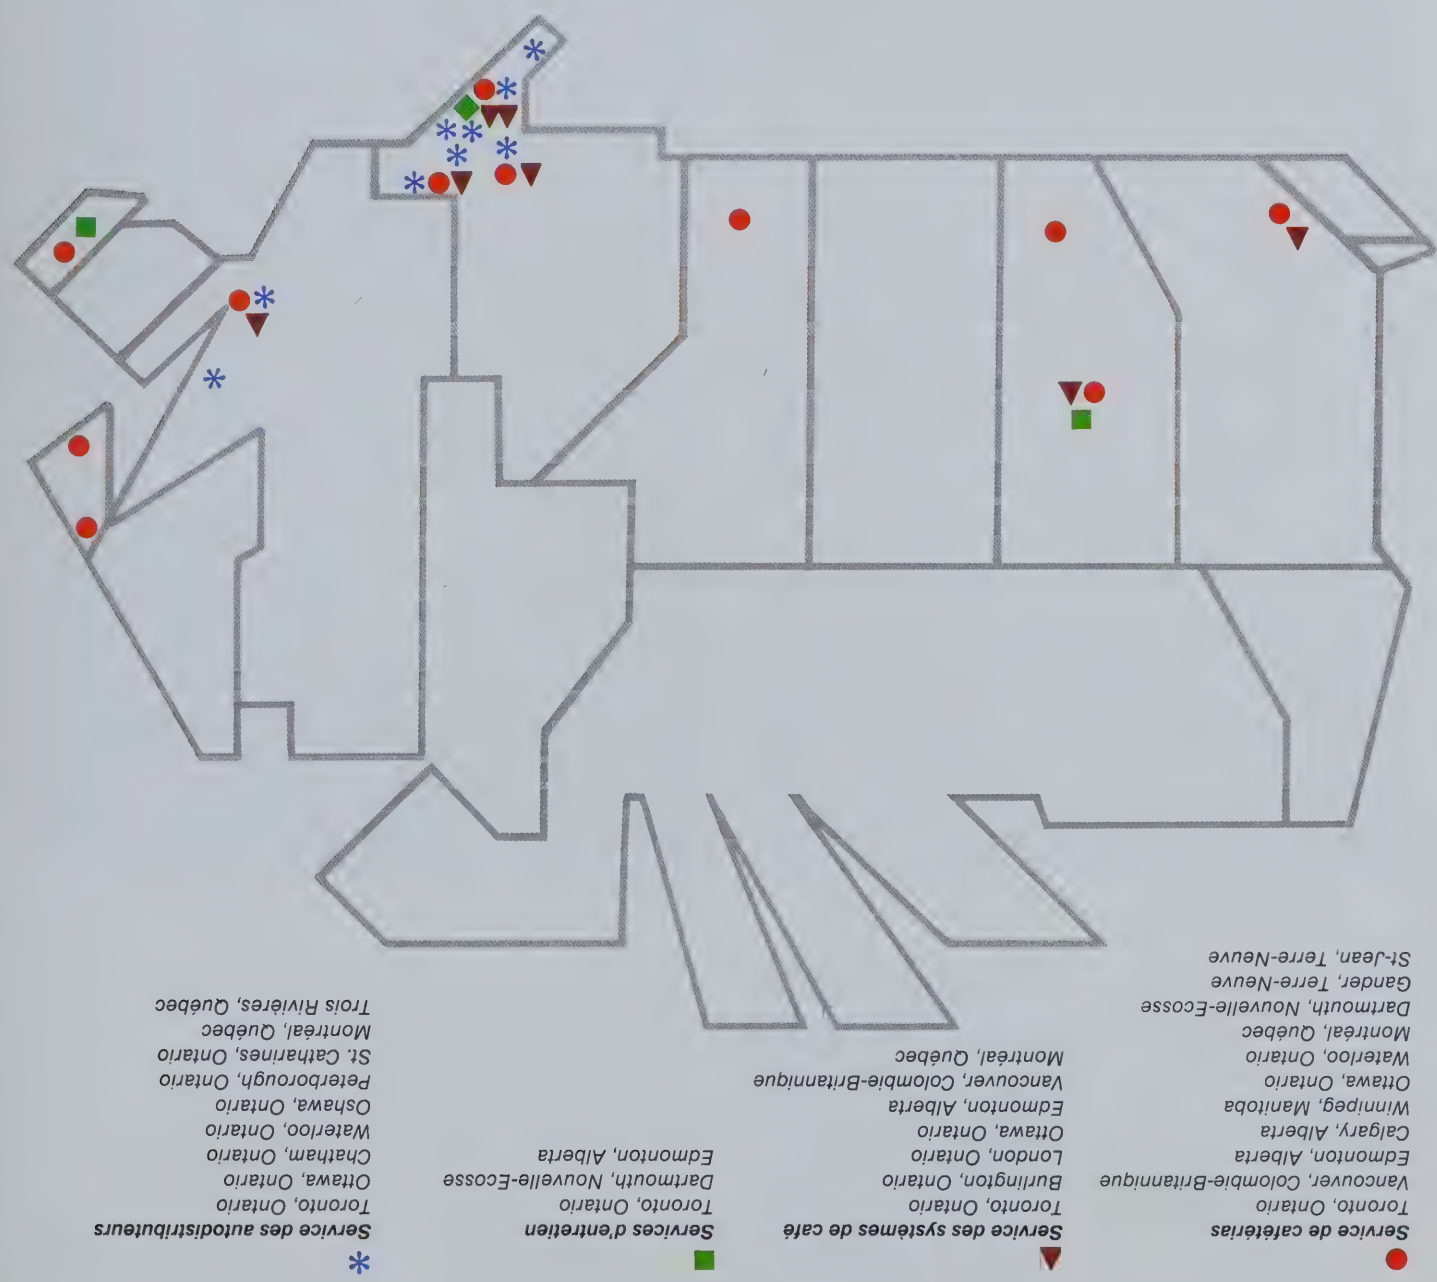 Service de cafétérias
Toronto, Ontario
Vancouver, Colombie-Britannique
Edmonton, Alberta
Calgary, Alberta
Winnipeg, Manitoba
Ottawa, Ontario
Waterloo, Ontario
Montréal, Québec
Dartmouth, Nouvelle-Ecosse
Gander, Terre-Neuve
St-Jean, Terre-Neuve
Service des systèmes de café
Toronto, Ontario
Burlington, Ontario
London, Ontario
Ottawa, Ontario
Edmonton, Alberta
Vancouver, Colombie-Britannique
Montréal, Québec
Services d'entretien
Toronto, Ontario
Dartmouth, Nouvelle-Ecosse
Edmonton, Alberta
Service des autodistributeurs
Toronto, Ontario
Ottawa, Ontario
Chatham, Ontario
Waterloo, Ontario
Oshawa, Ontario
Peterborough, Ontario
St. Catharines, Ontario
Montréal, Québec
Trois Rivières, Québec